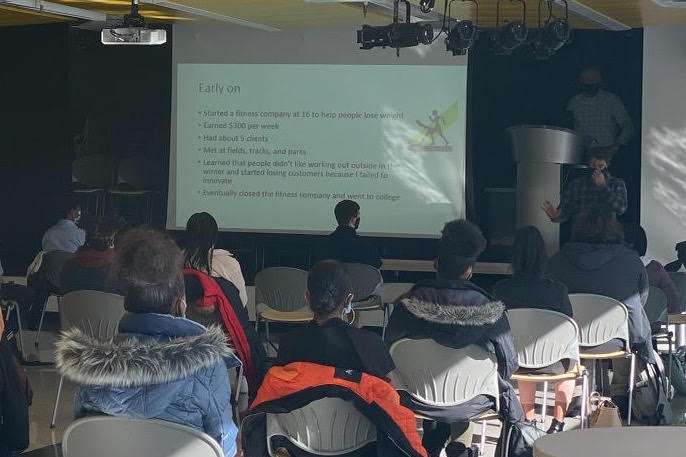 Early on
• Started a fitness company at 16 to help people lose weight
• Earned $300 per week
• Had about 5 clients
• Met at fields, tracks, and parks
• Learned that people didn't like working out outside in the
winter and started losing customers because I failed to
innovate
• Eventually closed the fitness company and went to college